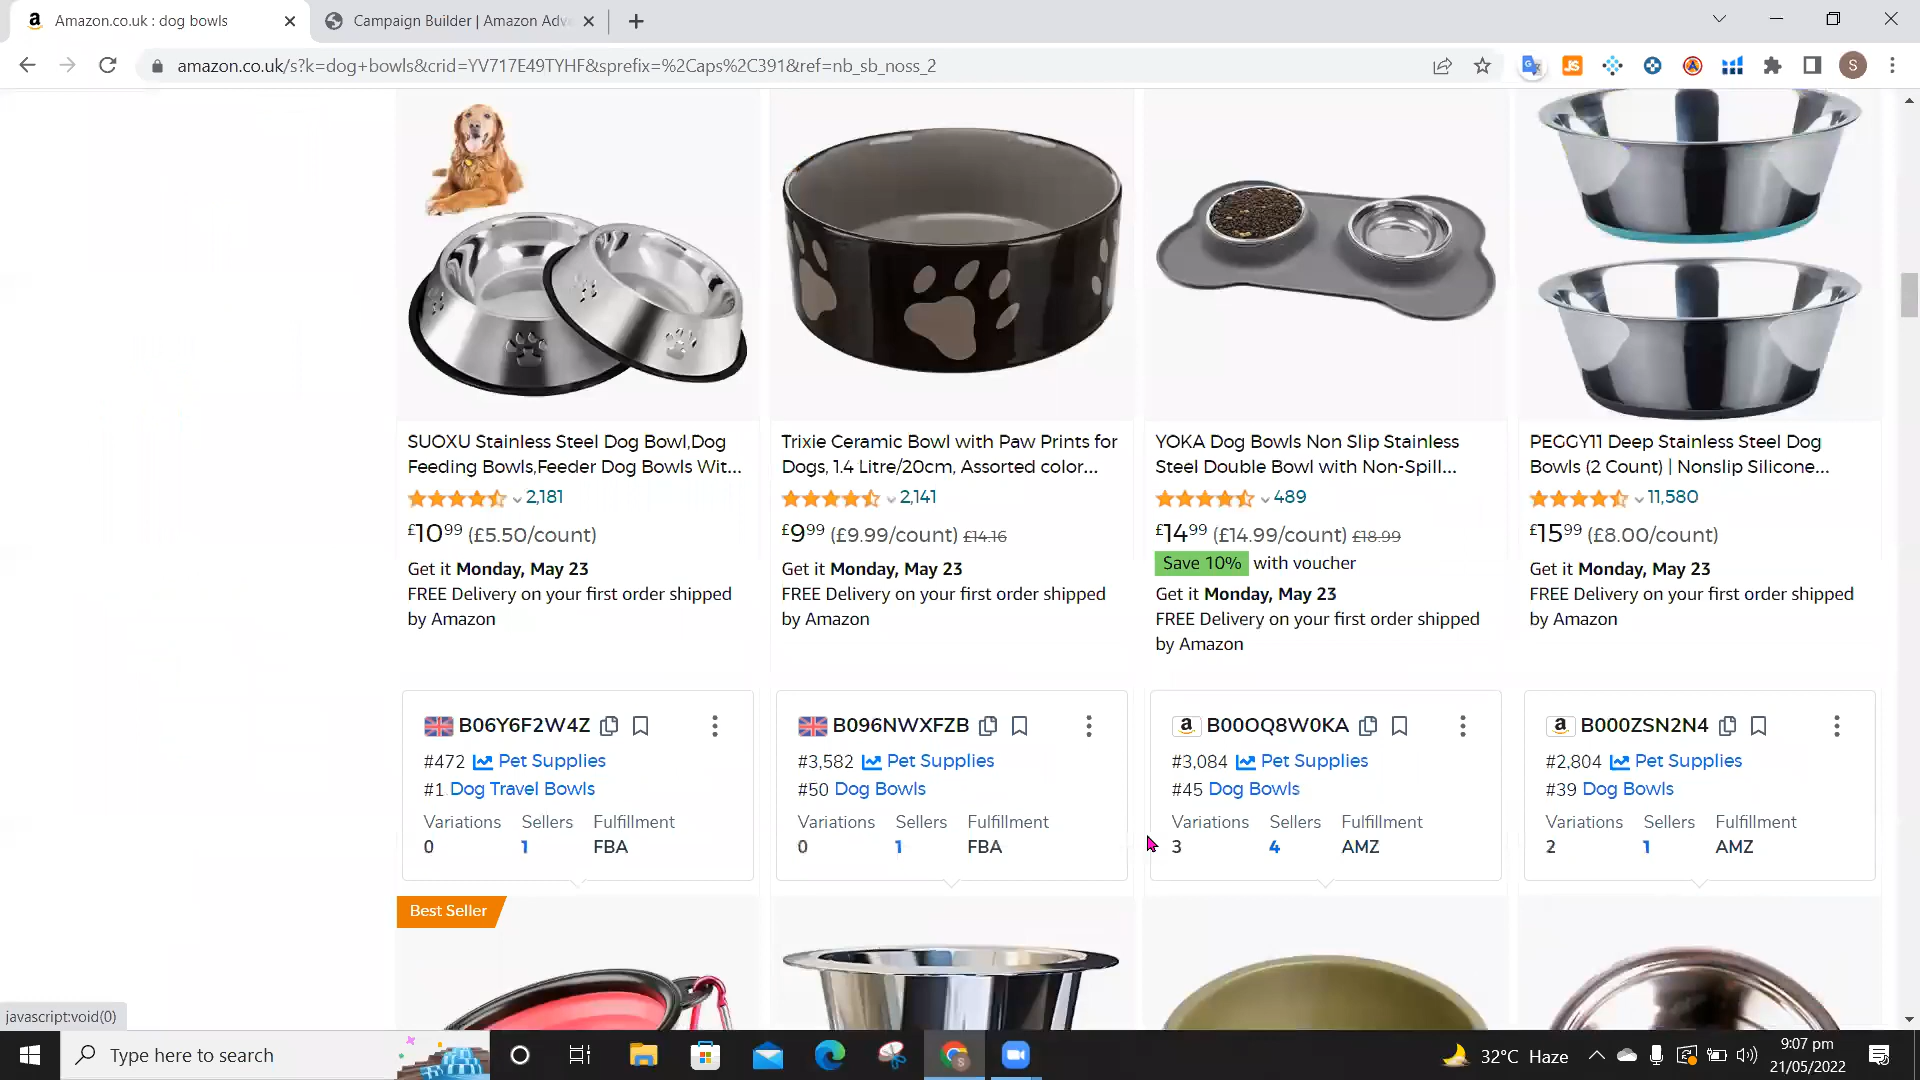 Amazon.co.uk : dog bowls
Campaign Builder | Amazon Adv
amazon.co.uk/s?k=dog+bowls&crid=YV717E49TYHF&sprefix=%2Caps%2C391&ref=nb_sb_noss_2
JS
S
SUOXU Stainless Steel Dog Bowl,Dog
Feeding Bowls,Feeder Dog Bowls Wit...
2,181
£10.99 (£5.50/count)
Get it Monday, May 23
FREE Delivery on your first order shipped
by Amazon
Trixie Ceramic Bowl with Paw Prints for
Dogs, 1.4 Litre/20cm, Assorted color...
2,141
£9.99 (£9.99/count) £14.16
Get it Monday, May 23
FREE Delivery on your first order shipped
by Amazon
YOKA Dog Bowls Non Slip Stainless
Steel Double Bowl with Non-Spill...
489
£14.99 (£14.99/count) £18.99
Save 10% with voucher
Get it Monday, May 23
FREE Delivery on your first order shipped
by Amazon
PEGGY11 Deep Stainless Steel Dog
Bowls (2 Count) | Nonslip Silicone...
11,580
£15.99 (£8.00/count)
Get it Monday, May 23
FREE Delivery on your first order shipped
by Amazon
B06Y6F2W4Z
#472 Pet Supplies
#1 Dog Travel Bowls
Variations Sellers Fulfillment
0 1 FBA
B096NWXFZB
#3,582 Pet Supplies
#50 Dog Bowls
Variations Sellers Fulfillment
0 1 FBA
B00OQ8W0KA
#3,084 Pet Supplies
#45 Dog Bowls
Variations Sellers Fulfillment
3 4 AMZ
B000ZSN2N4
#2,804 Pet Supplies
#39 Dog Bowls
Variations Sellers Fulfillment
2 1 AMZ
Best Seller
javascript:void(0)
Type here to search
32°C Haze
9:07 pm
21/05/2022